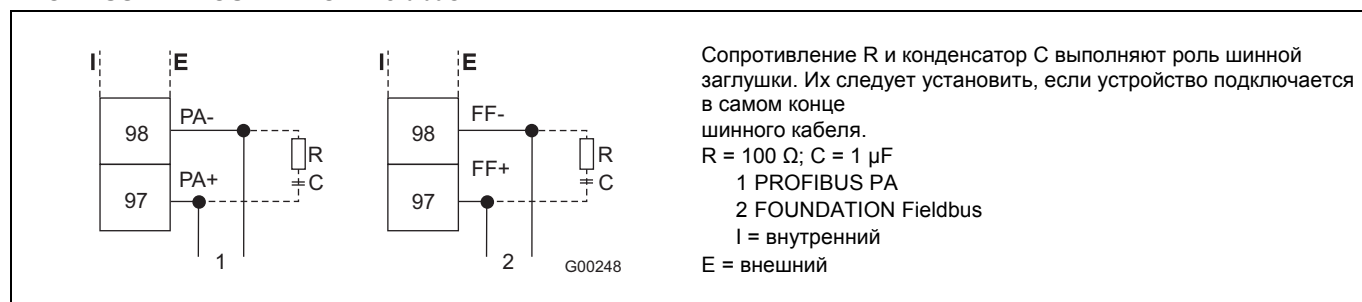 I E
98 PA-
97 PA+
R
C
1
I E
98 FF-
97 FF+
R
C
2
G00248
Сопротивление R и конденсатор C выполняют роль шинной
заглушки. Их следует установить, если устройство подключается
в самом конце
шинного кабеля.
R = 100 Ω; C = 1 µF
1 PROFIBUS PA
2 FOUNDATION Fieldbus
I = внутренний
E = внешний